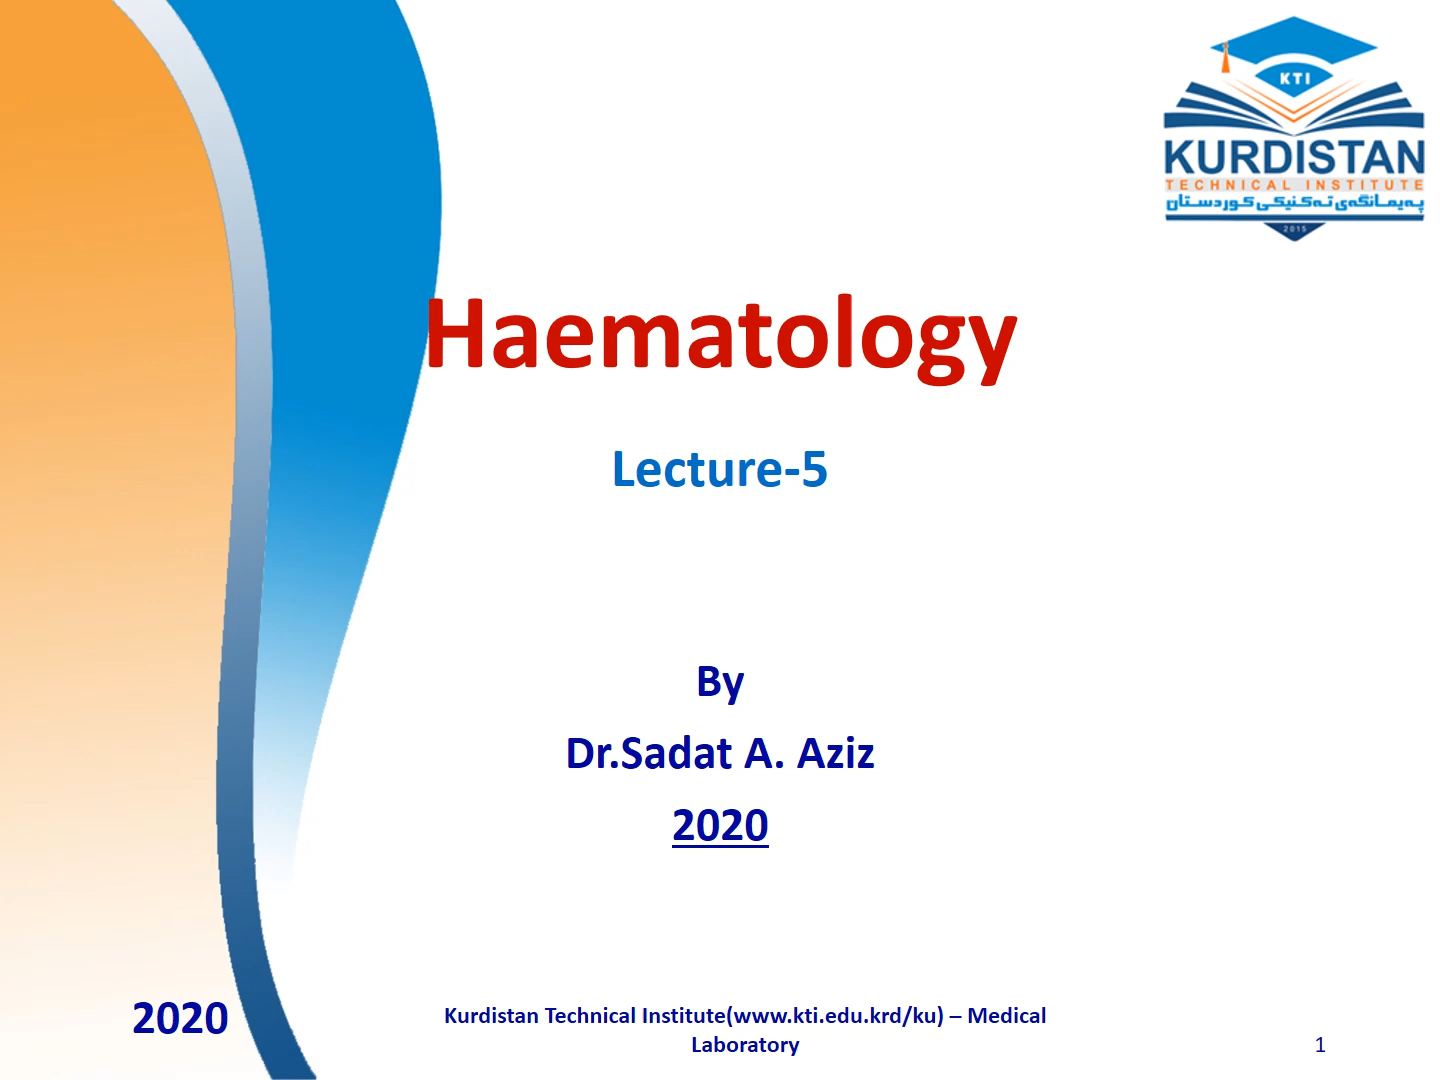 KTI
KURDISTAN
TECHNICAL INSTITUTE
پەیمانگەی تەکنیکی کوردستان
2015
Haematology
Lecture-5
By
Dr.Sadat A. Aziz
2020
2020
Kurdistan Technical Institute(www.kti.edu.krd/ku) – Medical
Laboratory
1